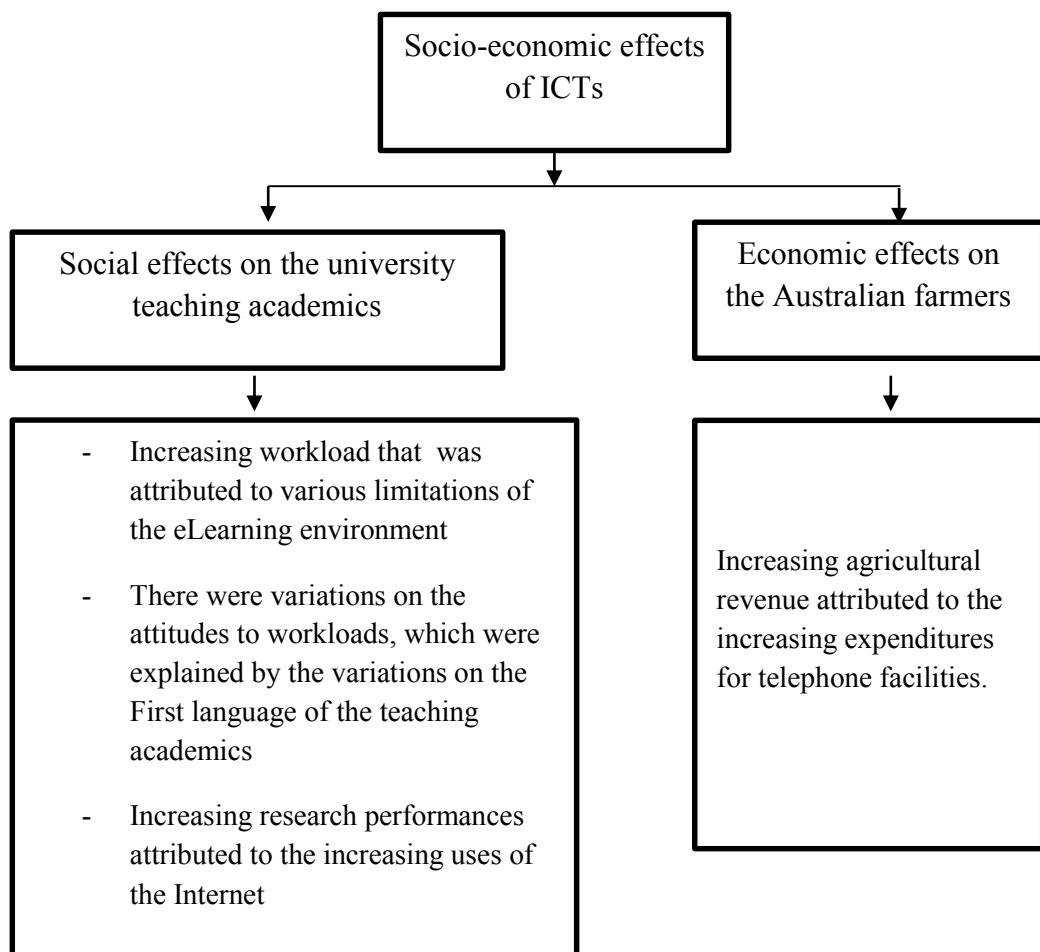 Socio-economic effects
of ICTs
Social effects on the university
teaching academics
Economic effects on
the Australian farmers
- Increasing workload that  was
attributed to various limitations of
the eLearning environment
- There were variations on the
attitudes to workloads, which were
explained by the variations on the
First language of the teaching
academics
- Increasing research performances
attributed to the increasing uses of
the Internet
Increasing agricultural
revenue attributed to the
increasing expenditures
for telephone facilities.